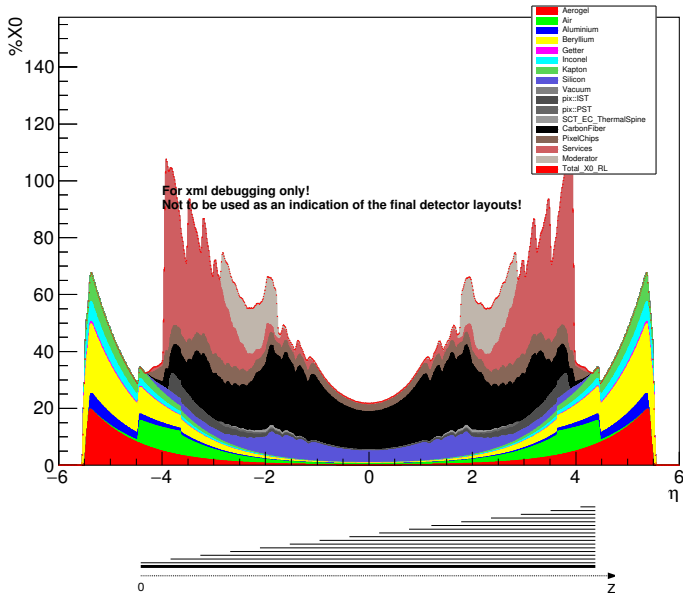 %X0
140
120
100
80
60
40
20
0
−6
−4
−2
0
2
4
6
η
Aerogel
Air
Aluminium
Beryllium
Getter
Inconel
Kapton
Silicon
Vacuum
pix::IST
pix::PST
SCT_EC_ThermalSpine
CarbonFiber
PixelChips
Services
Moderator
Total_X0_RL
For xml debugging only!
Not to be used as an indication of the final detector layouts!
0
z